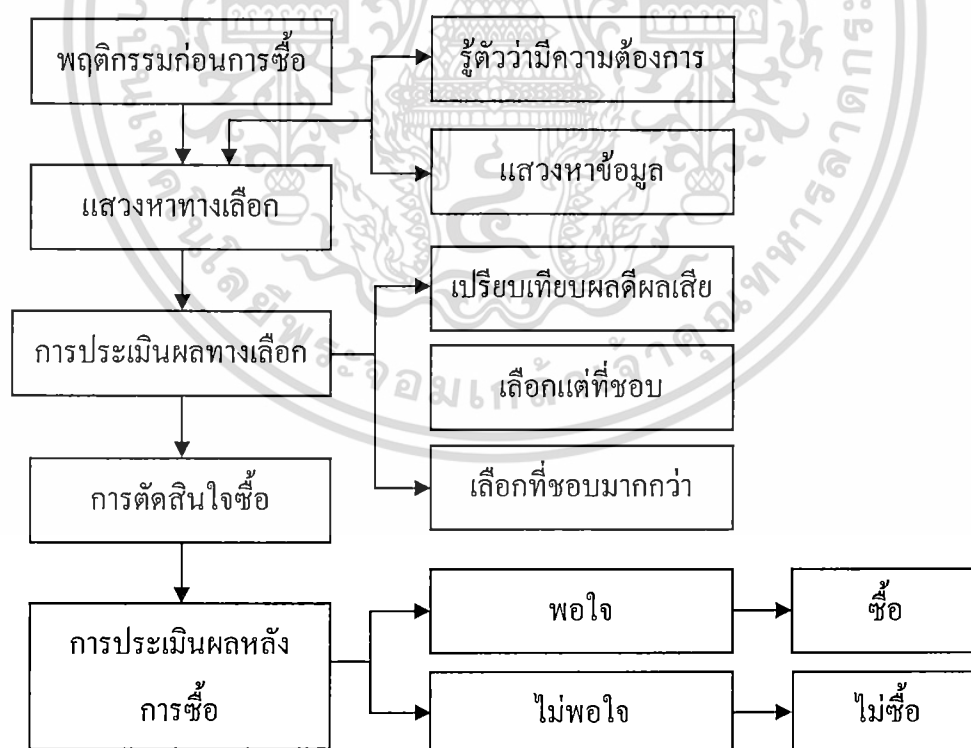 พฤติกรรมก่อนการซื้อ
รู้ตัวว่ามีความต้องการ
แสวงหาข้อมูล
แสวงหาทางเลือก
เปรียบเทียบผลดีผลเสีย
การประเมินผลทางเลือก
เลือกแต่ที่ชอบ
เลือกที่ชอบมากกว่า
การตัดสินใจซื้อ
พอใจ
ซื้อ
การประเมินผลหลัง
การซื้อ
ไม่พอใจ
ไม่ซื้อ